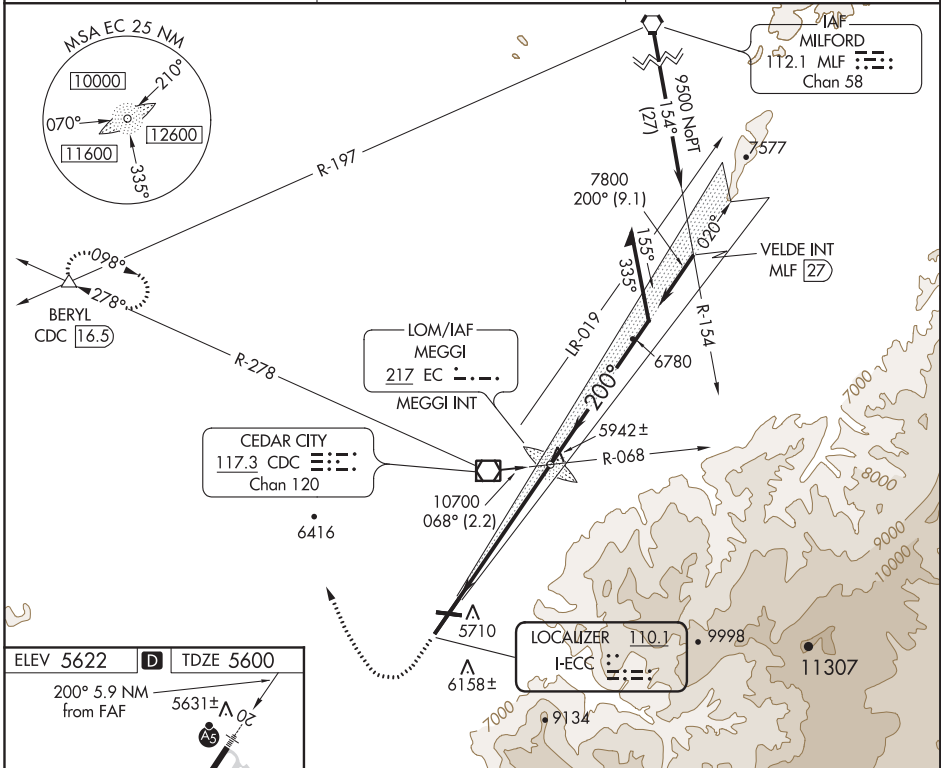 MSA EC 25 NM
10000
210°
070°
12600
11600
335°
IAF
MILFORD
112.1 MLF
Chan 58
9500 NoPT
154°
(27)
R-197
7577
7800
200° (9.1)
020°
155°
335°
VELDE INT
MLF 27
098°
278°
BERYL
CDC 16.5
R-278
LR-019
R-154
LOM/IAF
MEGGI
217 EC
MEGGI INT
6780
200°
7000
5942±
R-068
8000
CEDAR CITY
117.3 CDC
Chan 120
10700
068° (2.2)
6416
9000
10000
5710
LOCALIZER 110.1
I-ECC
9998
11307
6158±
7000
9134
ELEV 5622 D TDZE 5600
200° 5.9 NM
from FAF
5631±
20
A5